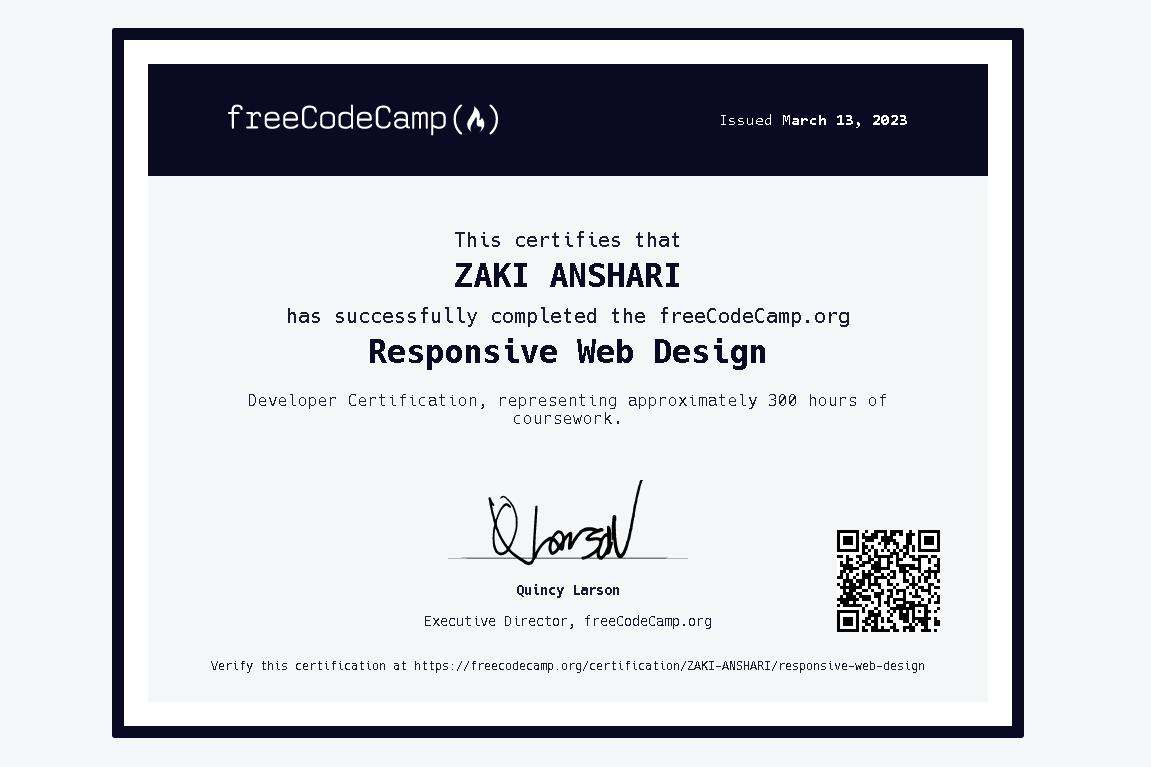 freeCodeCamp(🔥)
Issued March 13, 2023
This certifies that
ZAKI ANSHARI
has successfully completed the freeCodeCamp.org
Responsive Web Design
Developer Certification, representing approximately 300 hours of
coursework.
Q Larson
Quincy Larson
Executive Director, freeCodeCamp.org
Verify this certification at https://freecodecamp.org/certification/ZAKI-ANSHARI/responsive-web-design